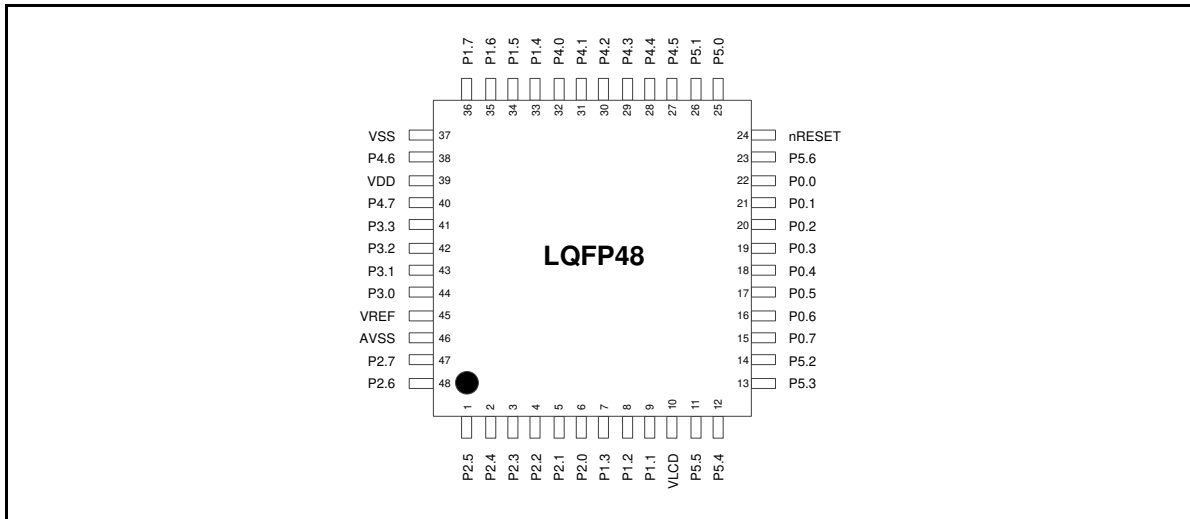 P1.7 P1.6 P1.5 P1.4 P4.0 P4.1 P4.2 P4.3 P4.4 P4.5 P5.1 P5.0
36 35 34 33 32 31 30 29 28 27 26 25
VSS 37 24 nRESET
P4.6 38 23 P5.6
VDD 39 22 P0.0
P4.7 40 21 P0.1
P3.3 41 20 P0.2
P3.2 42 19 P0.3
LQFP48
P3.1 43 18 P0.4
P3.0 44 17 P0.5
VREF 45 16 P0.6
AVSS 46 15 P0.7
P2.7 47 14 P5.2
P2.6 48 13 P5.3
1 2 3 4 5 6 7 8 9 10 11 12
P2.5 P2.4 P2.3 P2.2 P2.1 P2.0 P1.3 P1.2 P1.1 VLCD P5.5 P5.4